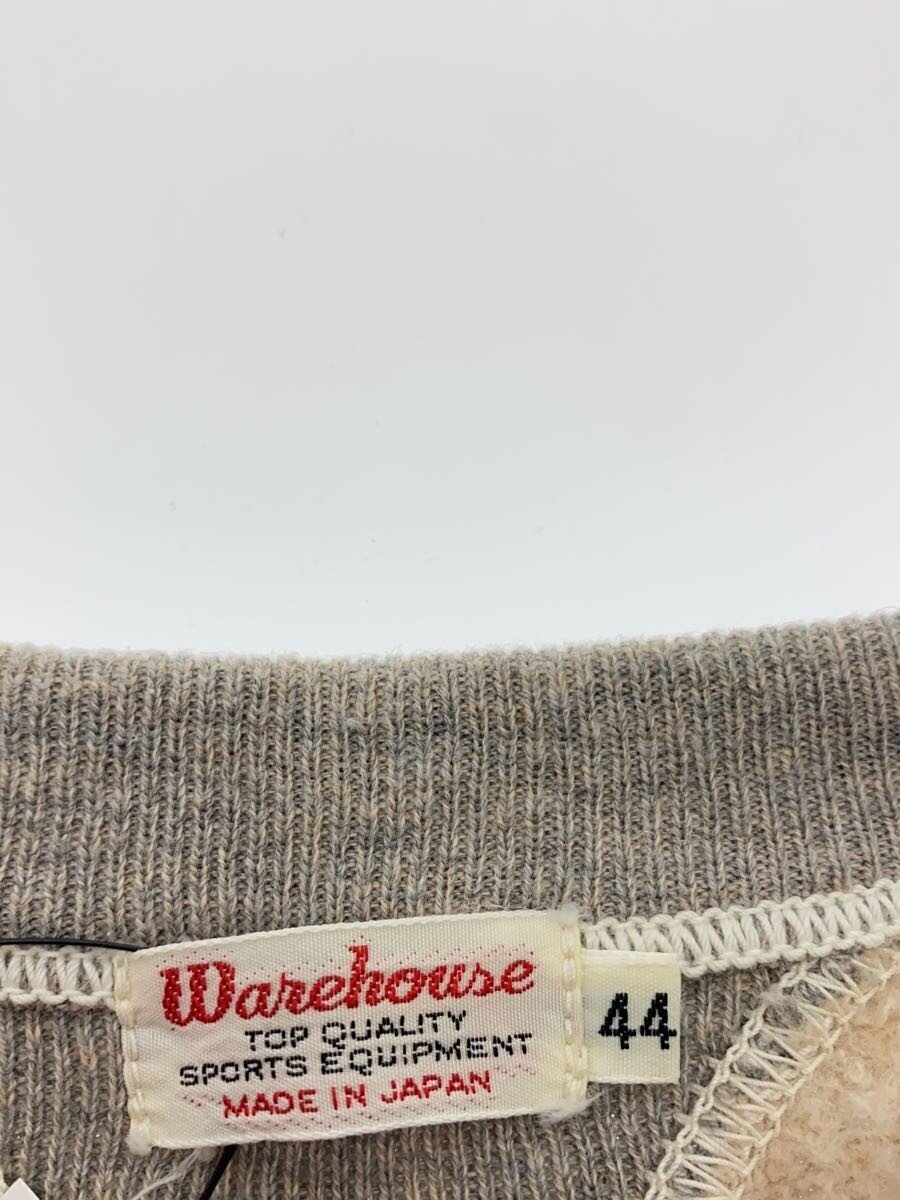 Warehouse
TOP QUALITY
SPORTS EQUIPMENT
MADE IN JAPAN
44